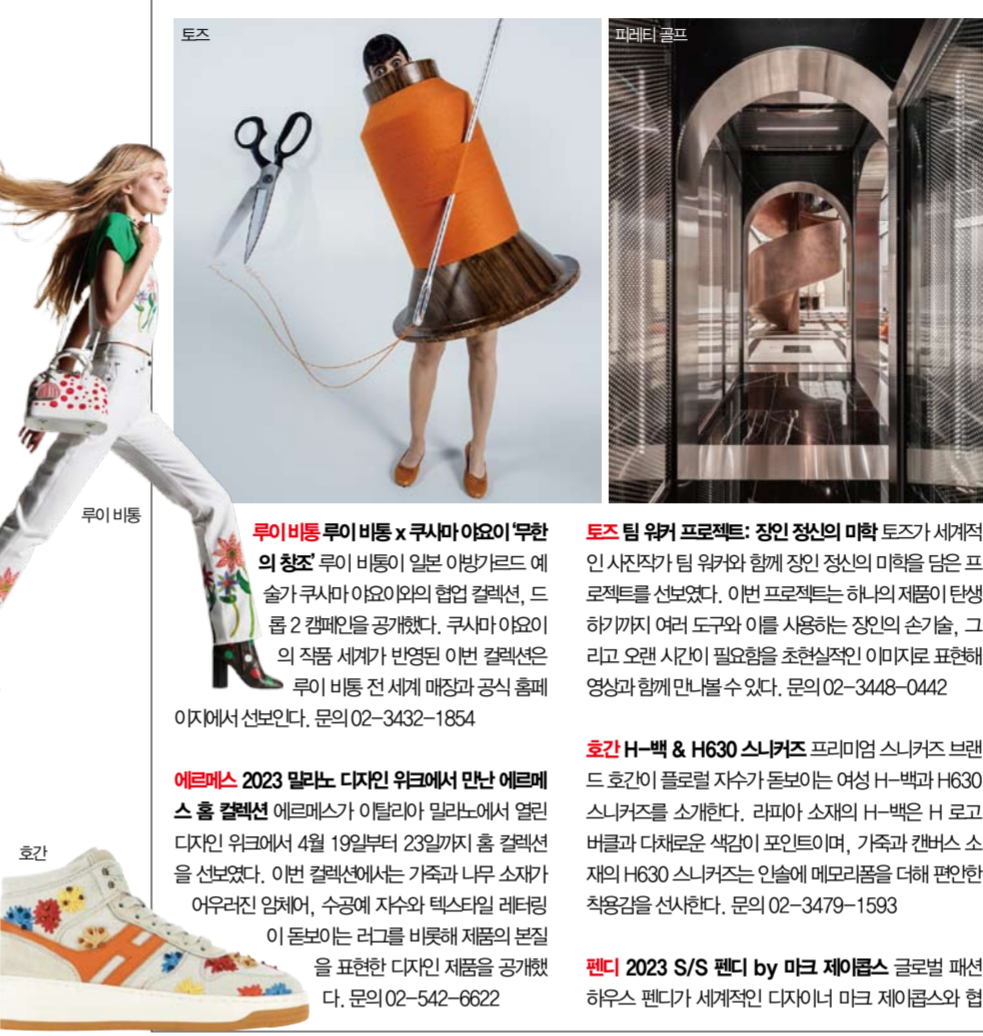 토즈
피레티 골프
루이 비통
루이 비통 루이 비통 x 쿠사마 야요이 ‘무한
의 창조’ 루이 비통이 일본 아방가르드 예
술가 쿠사마 야요이와의 협업 컬렉션, 드
롭 2 캠페인을 공개했다. 쿠사마 야요이
의 작품 세계가 반영된 이번 컬렉션은
루이 비통 전 세계 매장과 공식 홈페
이지에서 선보인다. 문의 02-3432-1854
에르메스 2023 밀라노 디자인 위크에서 만난 에르메
스 홈 컬렉션 에르메스가 이탈리아 밀라노에서 열린
디자인 위크에서 4월 19일부터 23일까지 홈 컬렉션
을 선보였다. 이번 컬렉션에서는 가죽과 나무 소재가
어우러진 암체어, 수공예 자수와 텍스타일 레터링
이 돋보이는 러그를 비롯해 제품의 본질
을 표현한 디자인 제품을 공개했
다. 문의 02-542-6622
호간
토즈 팀 워커 프로젝트: 장인 정신의 미학 토즈가 세계적
인 사진작가 팀 워커와 함께 장인 정신의 미학을 담은 프
로젝트를 선보였다. 이번 프로젝트는 하나의 제품이 탄생
하기까지 여러 도구와 이를 사용하는 장인의 손기술, 그
리고 오랜 시간이 필요함을 초현실적인 이미지로 표현해
영상과 함께 만나볼 수 있다. 문의 02-3448-0442
호간 H-백 & H630 스니커즈 프리미엄 스니커즈 브랜
드 호간이 플로럴 자수가 돋보이는 여성 H-백과 H630
스니커즈를 소개한다. 라피아 소재의 H-백은 H 로고
버클과 다채로운 색감이 포인트이며, 가죽과 캔버스 소
재의 H630 스니커즈는 인솔에 메모리폼을 더해 편안한
착용감을 선사한다. 문의 02-3479-1593
펜디 2023 S/S 펜디 by 마크 제이콥스 글로벌 패션
하우스 펜디가 세계적인 디자이너 마크 제이콥스와 협